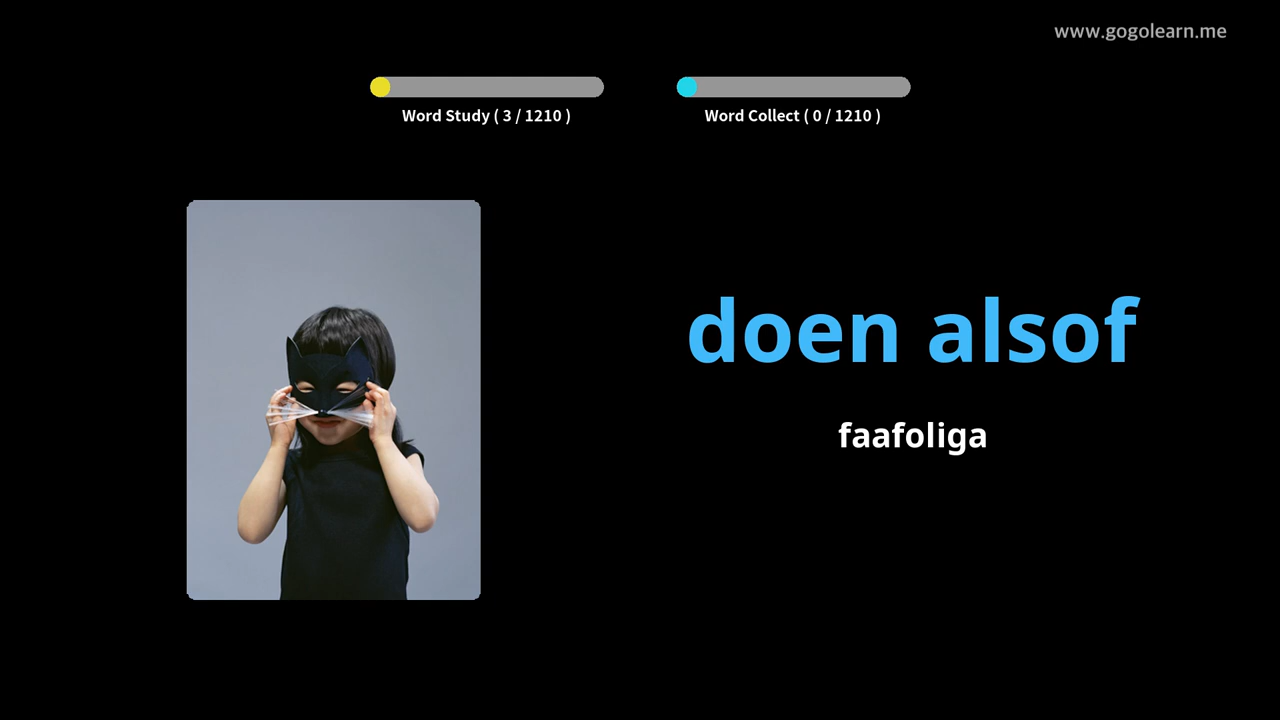 www.gogolearn.me
Word Study ( 3 / 1210 )
Word Collect ( 0 / 1210 )
doen alsof
faafoliga